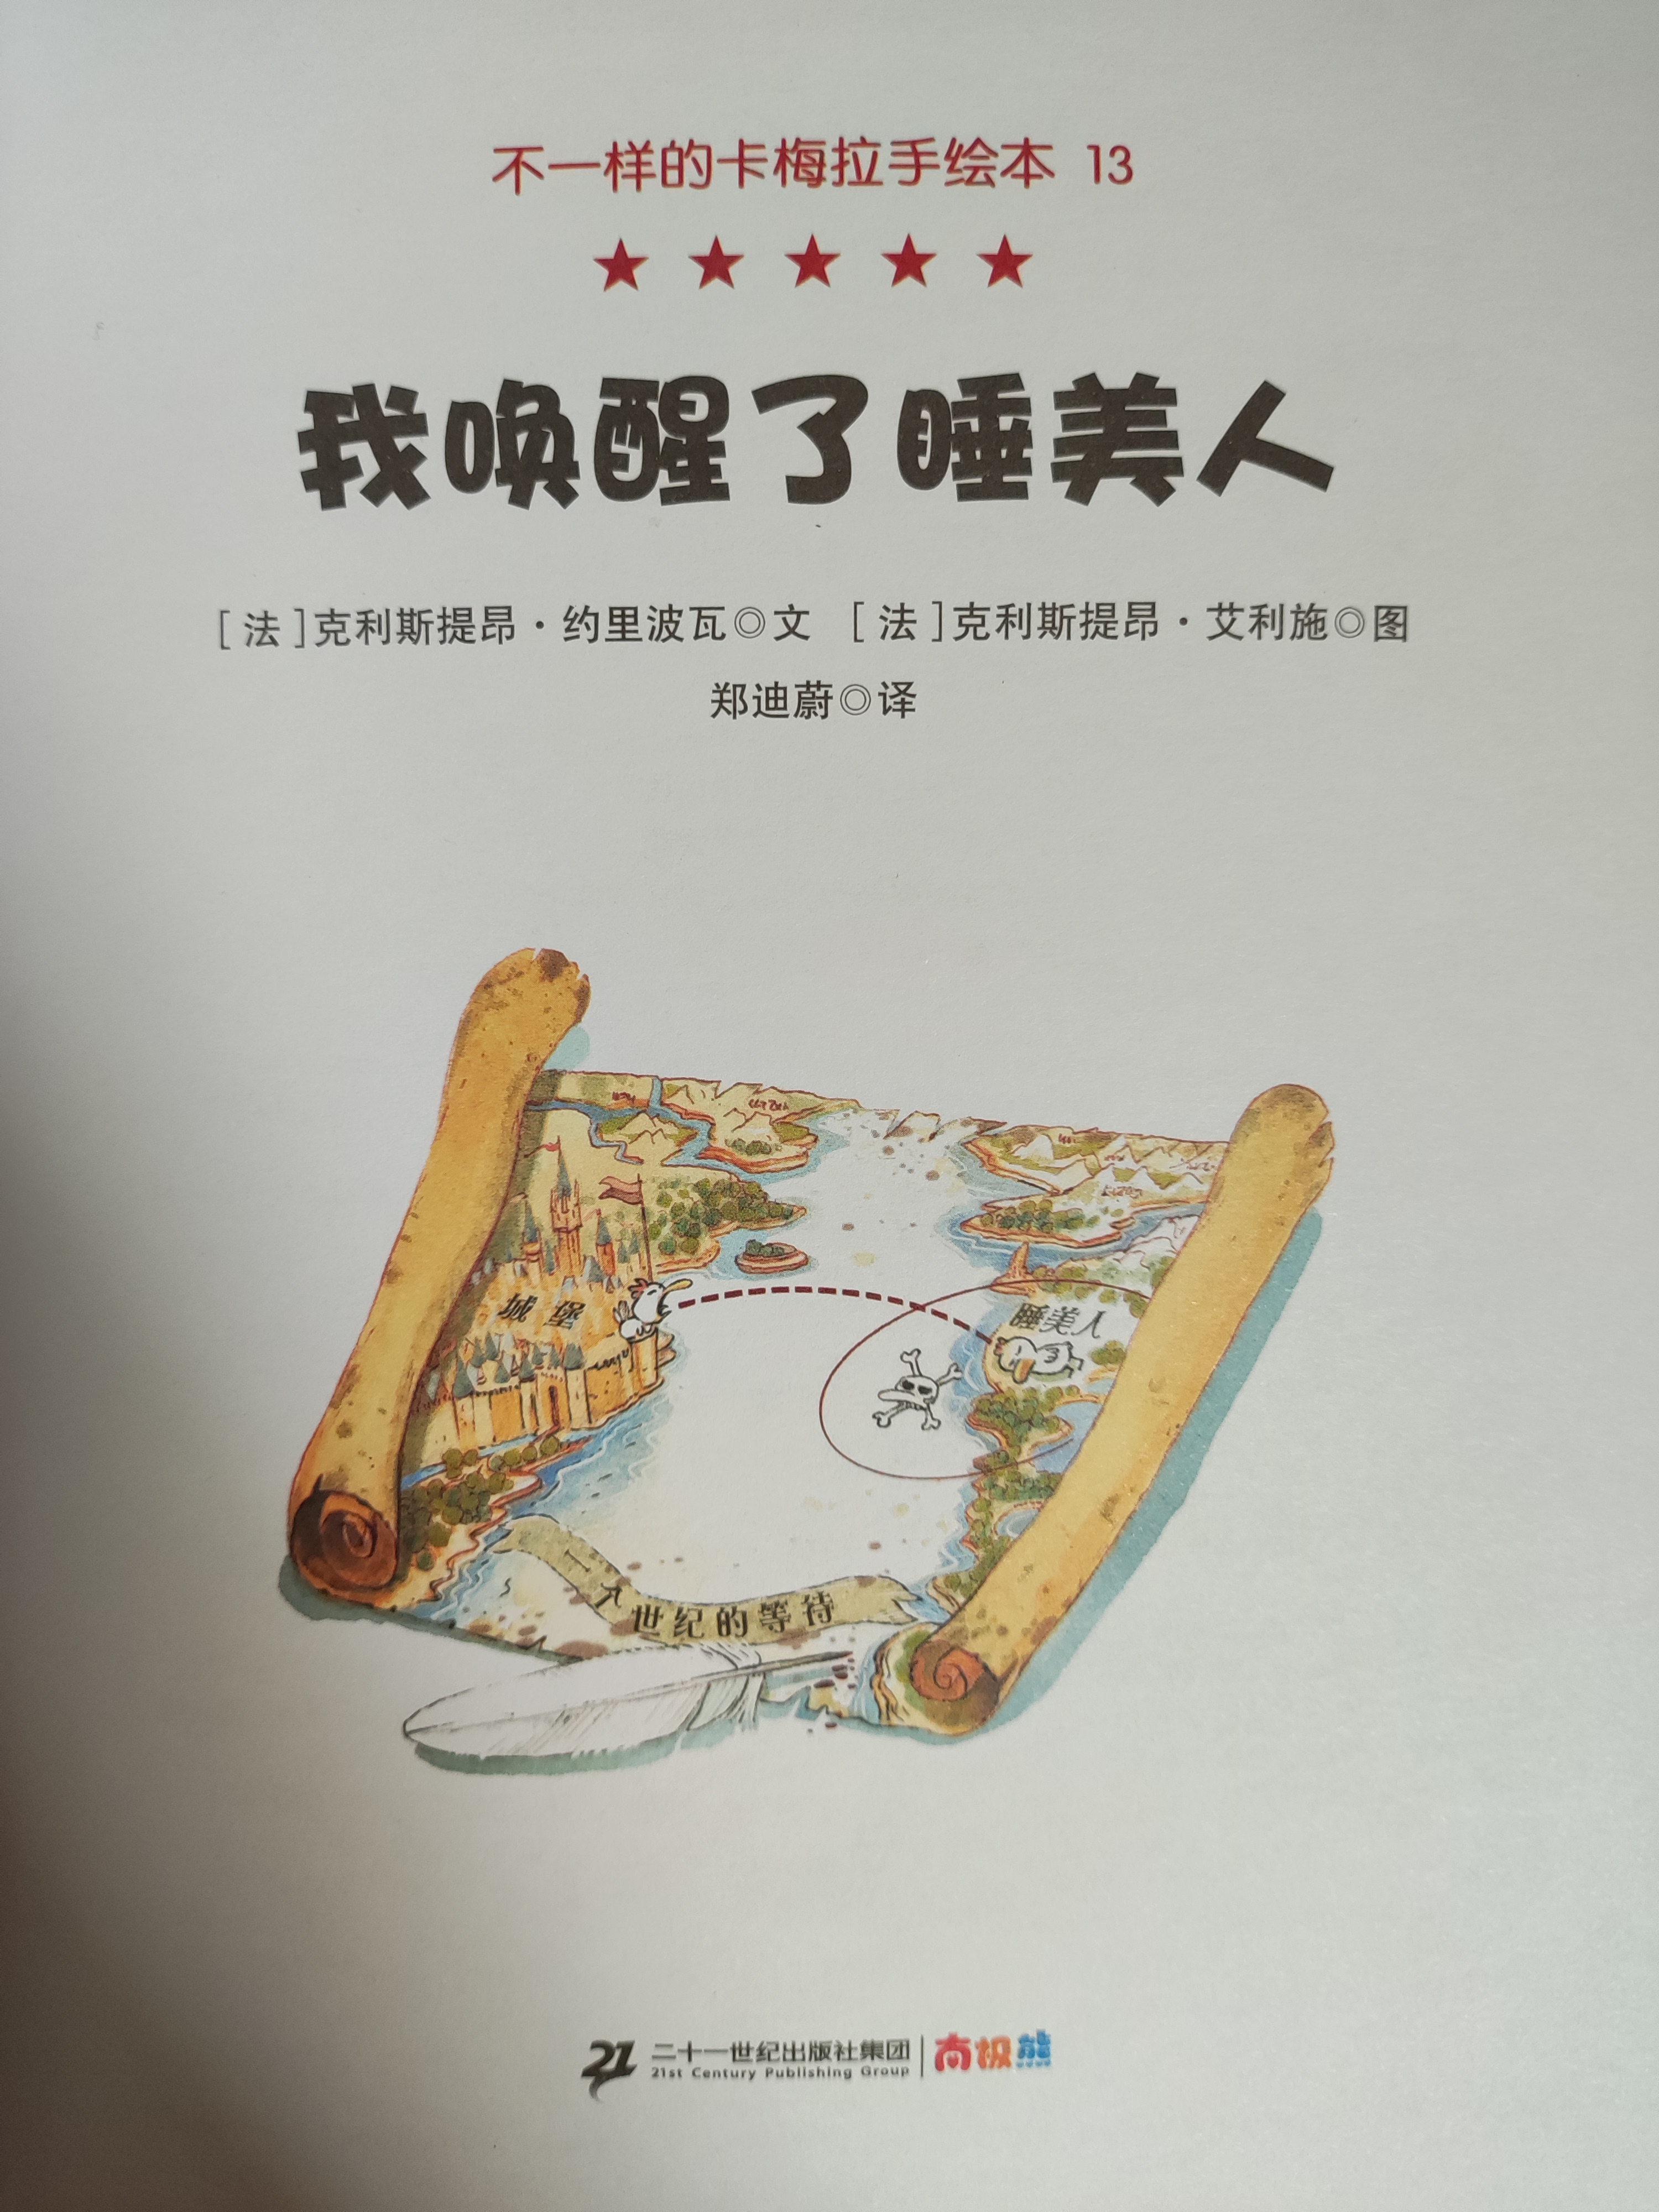 不一样的卡梅拉手绘本 13
★ ★ ★ ★ ★
我唤醒了睡美人
[ 法 ]克利斯提昂·约里波瓦◎文 [ 法 ]克利斯提昂·艾利施◎图
郑迪蔚◎译
城堡
睡美人
一个世纪的等待
21 二十一世纪出版社集团 | 南极熊
21st Century Publishing Group